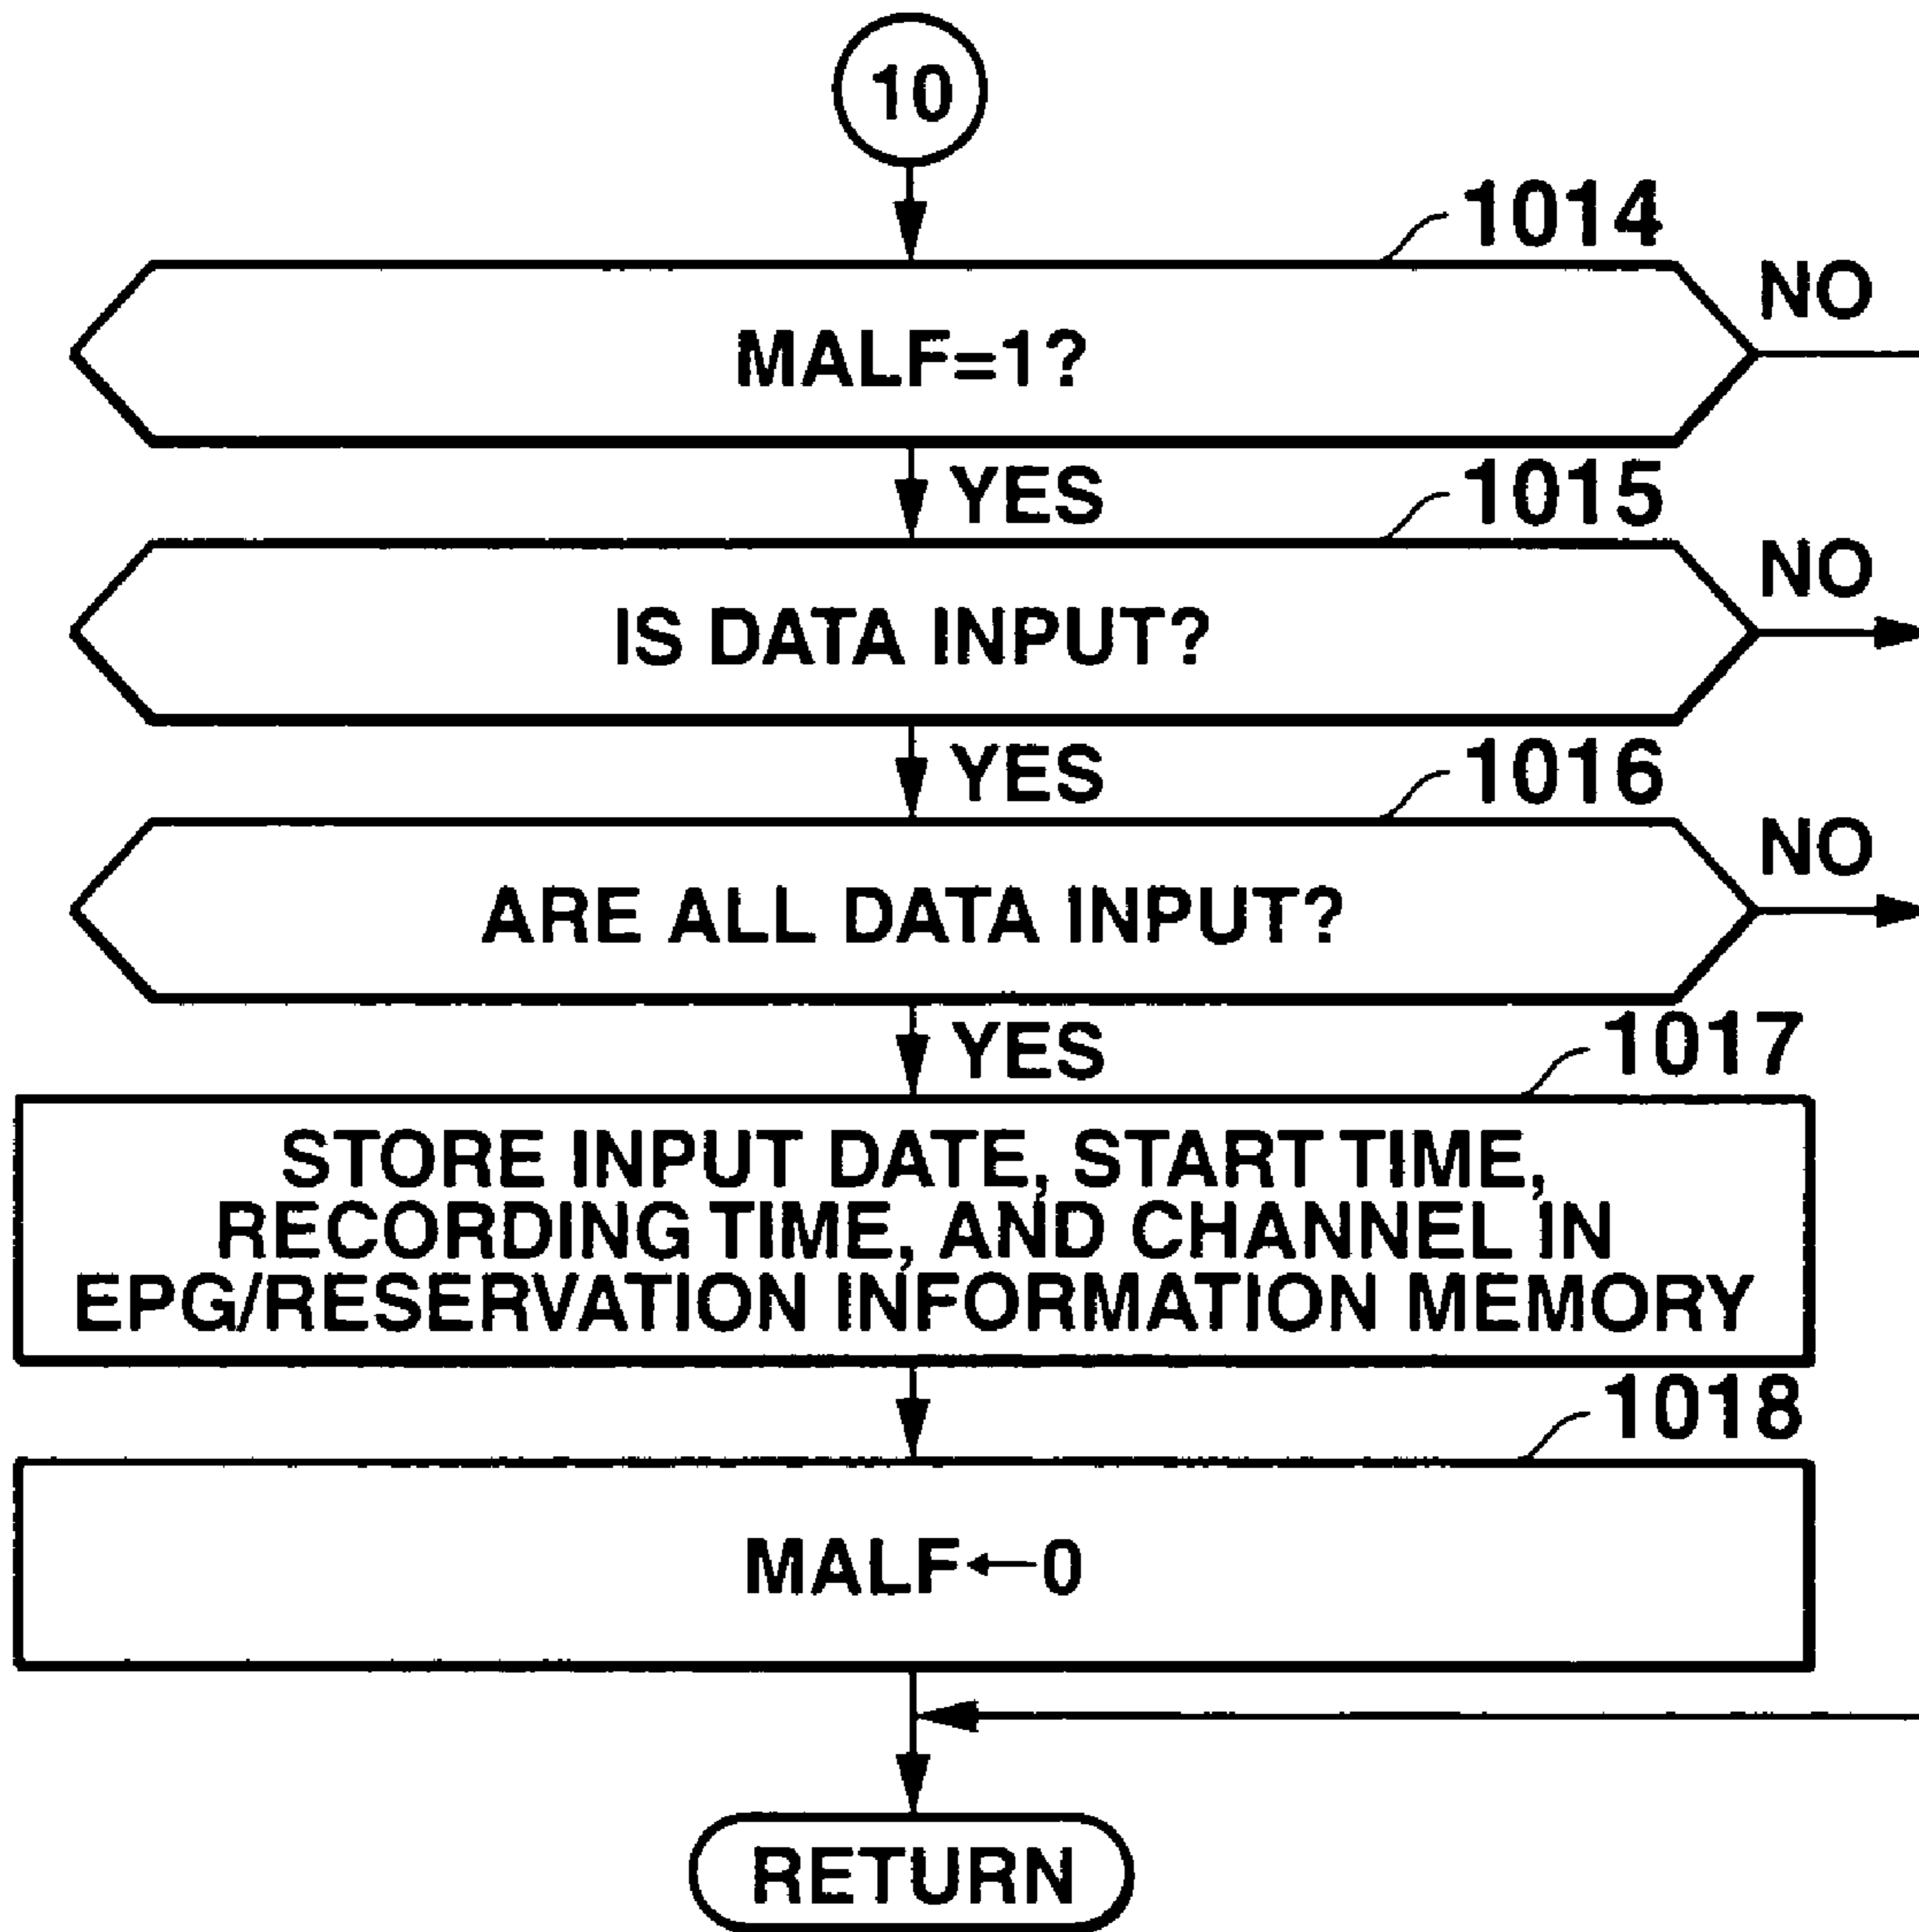 10
1014
MALF=1?
NO
YES
1015
IS DATA INPUT?
NO
YES
1016
ARE ALL DATA INPUT?
NO
YES
1017
STORE INPUT DATE, START TIME,
RECORDING TIME, AND CHANNEL IN
EPG/RESERVATION INFORMATION MEMORY
1018
MALF←0
RETURN